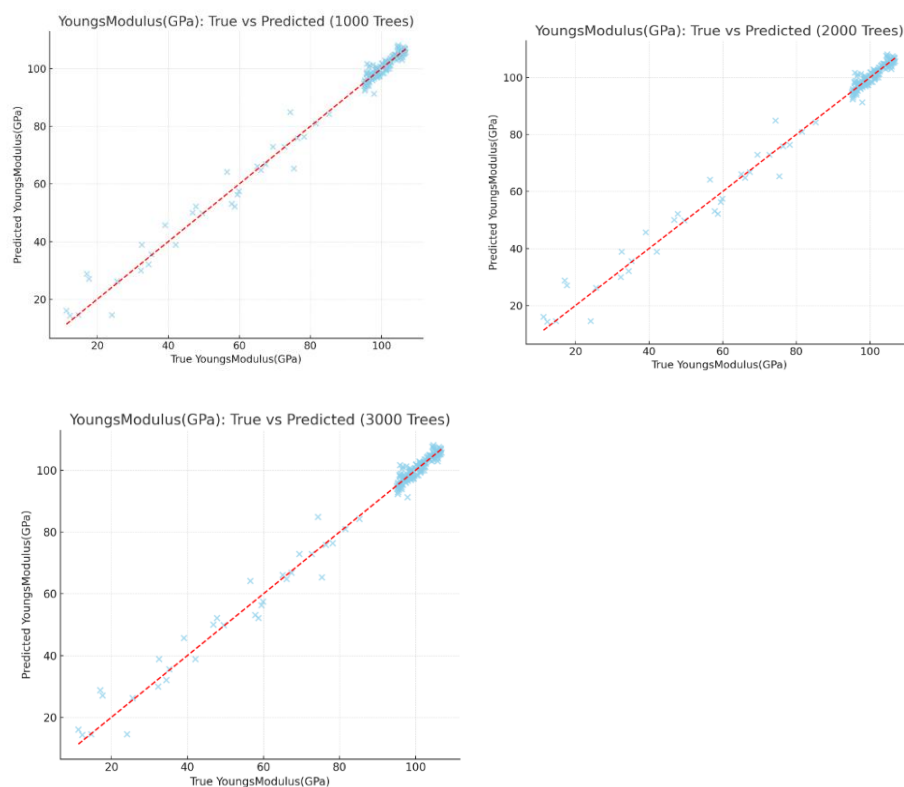 YoungsModulus(GPa): True vs Predicted (1000 Trees)
Predicted YoungsModulus(GPa)
100
80
60
40
20
20 40 60 80 100
True YoungsModulus(GPa)
YoungsModulus(GPa): True vs Predicted (2000 Trees)
Predicted YoungsModulus(GPa)
100
80
60
40
20
20 40 60 80 100
True YoungsModulus(GPa)
YoungsModulus(GPa): True vs Predicted (3000 Trees)
Predicted YoungsModulus(GPa)
100
80
60
40
20
20 40 60 80 100
True YoungsModulus(GPa)